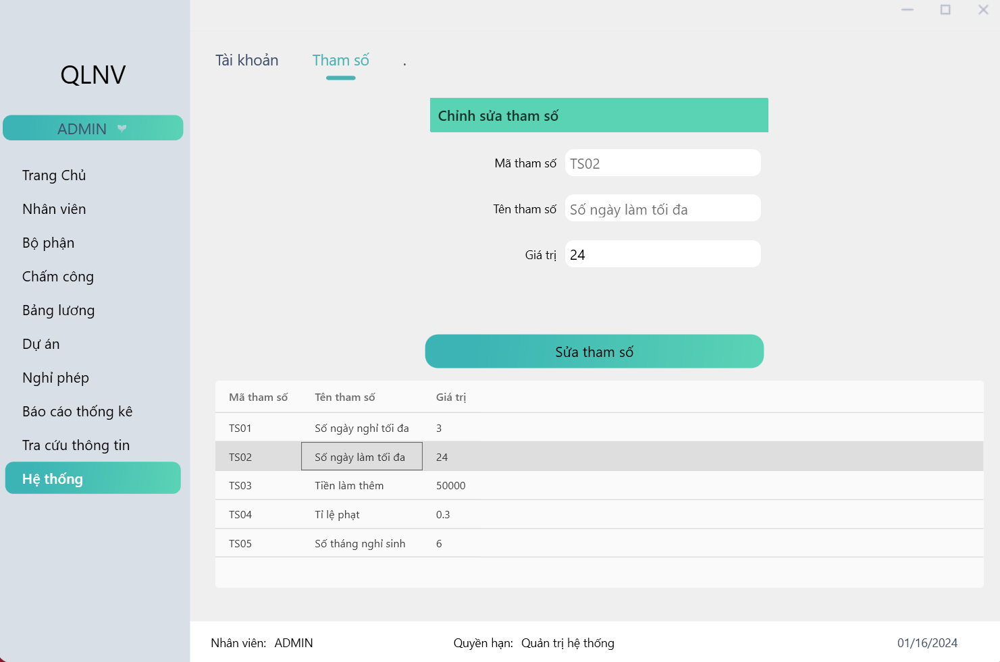 QLNV
ADMIN
Trang Chủ
Nhân viên
Bộ phận
Chấm công
Bảng lương
Dự án
Nghỉ phép
Báo cáo thống kê
Tra cứu thông tin
Hệ thống
Tài khoản Tham số .
Chỉnh sửa tham số
Mã tham số TS02
Tên tham số Số ngày làm tối đa
Giá trị 24
Sửa tham số
Mã tham số Tên tham số Giá trị
TS01 Số ngày nghỉ tối đa 3
TS02 Số ngày làm tối đa 24
TS03 Tiền làm thêm 50000
TS04 Tỉ lệ phạt 0.3
TS05 Số tháng nghỉ sinh 6
Nhân viên: ADMIN Quyền hạn: Quản trị hệ thống 01/16/2024